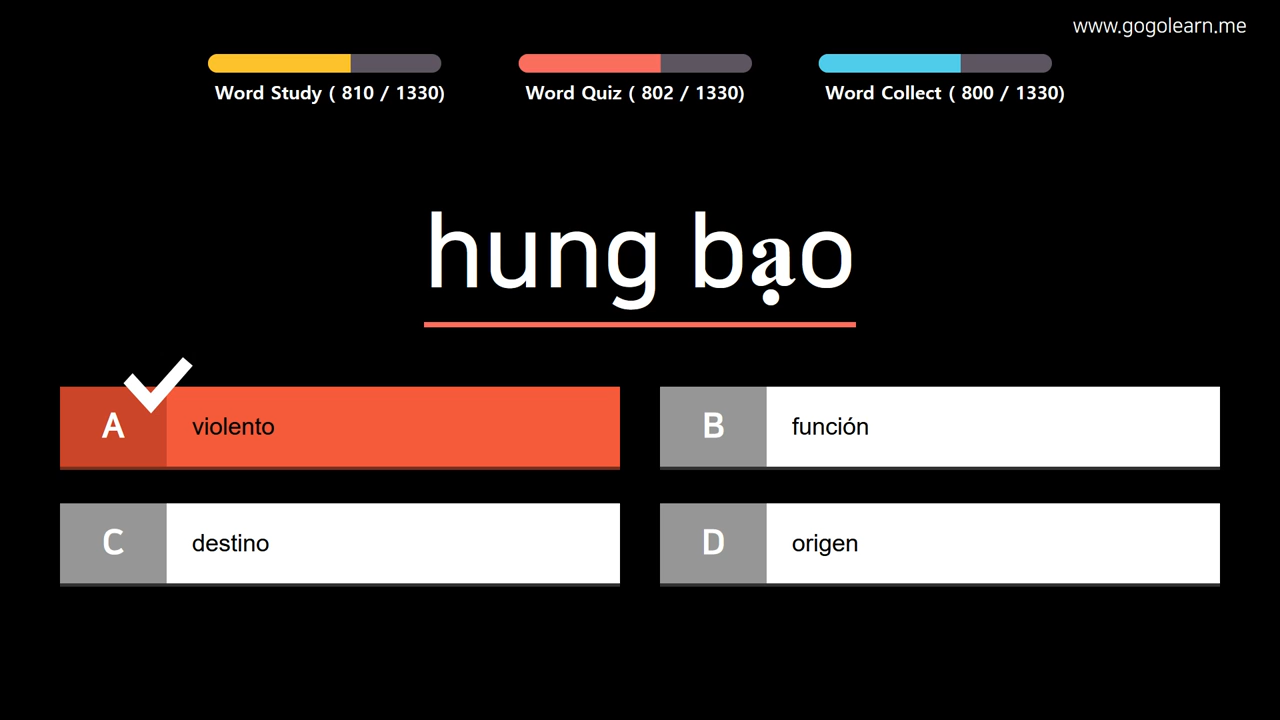 www.gogolearn.me
Word Study ( 810 / 1330)
Word Quiz ( 802 / 1330)
Word Collect ( 800 / 1330)
hung bạo
A violento
B función
C destino
D origen